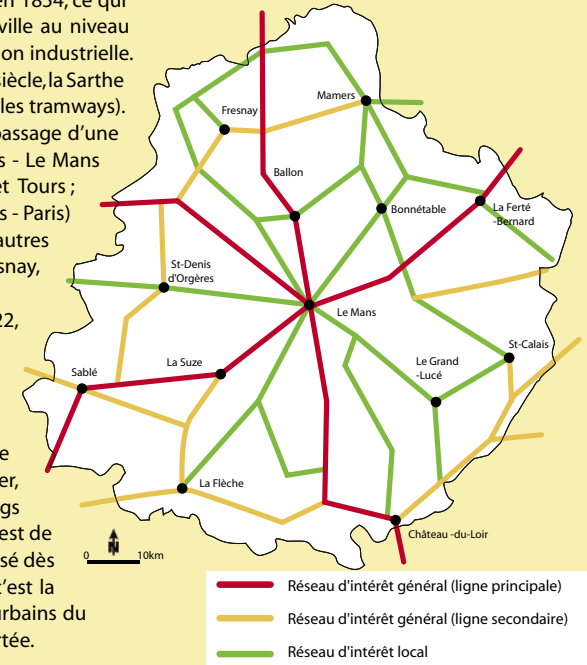 en 1854, ce qui
ville au niveau
on industrielle.
siècle, la Sarthe
les tramways).
passage d'une
s - Le Mans
et Tours ;
s - Paris)
autres
snay,
22,
e
er,
gs
est de
sé dès
c'est la
urbains du
rtée.
Fresnay
Mamers
Ballon
Bonnétable
La Ferté
-Bernard
St-Denis
d'Orgères
Le Mans
Sablé
La Suze
Le Grand
-Lucé
St-Calais
La Flèche
Château -du-Loir
N
0 10km
Réseau d'intérêt général (ligne principale)
Réseau d'intérêt général (ligne secondaire)
Réseau d'intérêt local